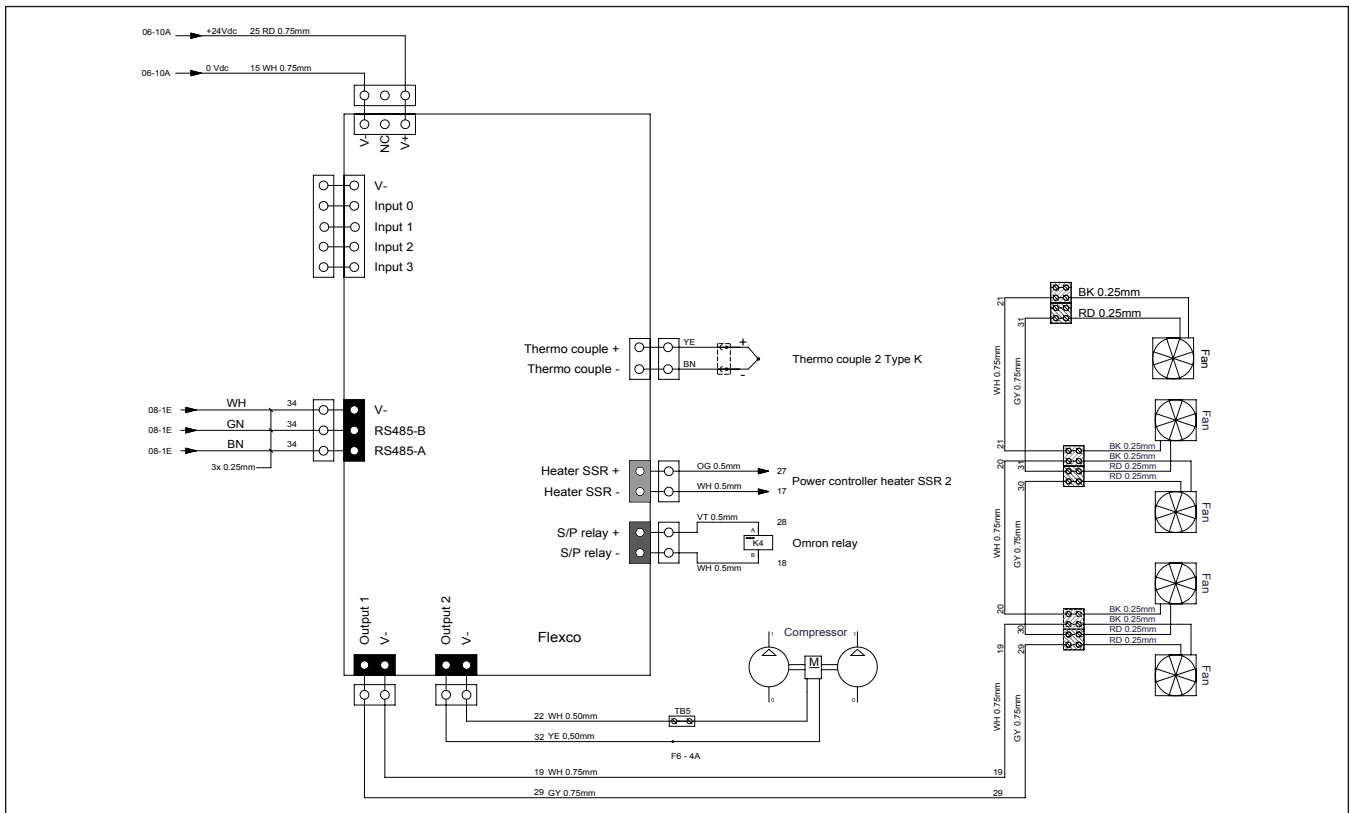 06-10A +24Vdc 25 RD 0.75mm
06-10A 0 Vdc 15 WH 0.75mm
V-
NC
V+
V-
Input 0
Input 1
Input 2
Input 3
Thermo couple + YE + 
Thermo couple - BN -
Thermo couple 2 Type K
08-1E WH 34 V-
08-1E GN 34 RS485-B
08-1E BN 34 RS485-A
3x 0.25mm
Heater SSR + OG 0.5mm 27
Heater SSR - WH 0.5mm 17
Power controller heater SSR 2
S/P relay + VT 0.5mm 28
A
K4
B
Omron relay
S/P relay - WH 0.5mm 18
Output 1
V-
Output 2
V-
Flexco
Compressor
1
1
M
0
0
22 WH 0.50mm TB5
32 YE 0,50mm
F6 - 4A
19 WH 0.75mm 19
29 GY 0.75mm 29
21
BK 0.25mm
31
RD 0.25mm
Fan
WH 0.75mm
GY 0.75mm
Fan
21
BK 0.25mm
20
BK 0.25mm
31
RD 0.25mm
30
RD 0.25mm
Fan
WH 0.75mm
GY 0.75mm
Fan
20
BK 0.25mm
19
BK 0.25mm
30
RD 0.25mm
29
RD 0.25mm
Fan
WH 0.75mm
GY 0.75mm